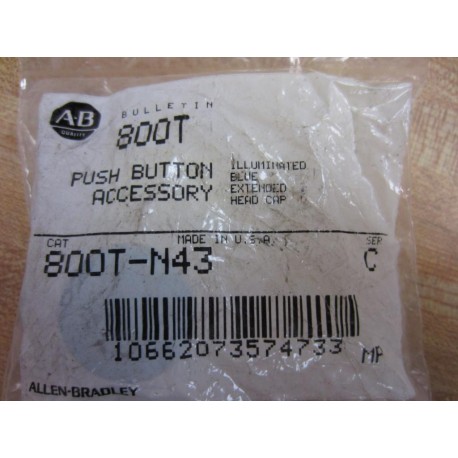 A-B
QUALITY
BULLETIN
800T
PUSH BUTTON
ACCESSORY
ILLUMINATED
BLUE
EXTENDED
HEAD CAP
CAT
MADE IN U.S.A.
SER
800T-N43
C
10662073574733
MP
ALLEN-BRADLEY